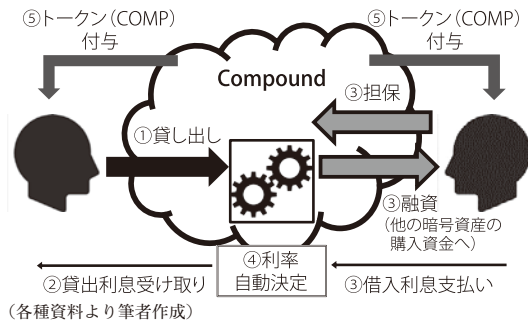 ⑤トークン（COMP）
付与
⑤トークン（COMP）
付与
Compound
③担保
①貸し出し
③融資
（他の暗号資産の
購入資金へ）
④利率
自動決定
②貸出利息受け取り
③借入利息支払い
（各種資料より筆者作成）